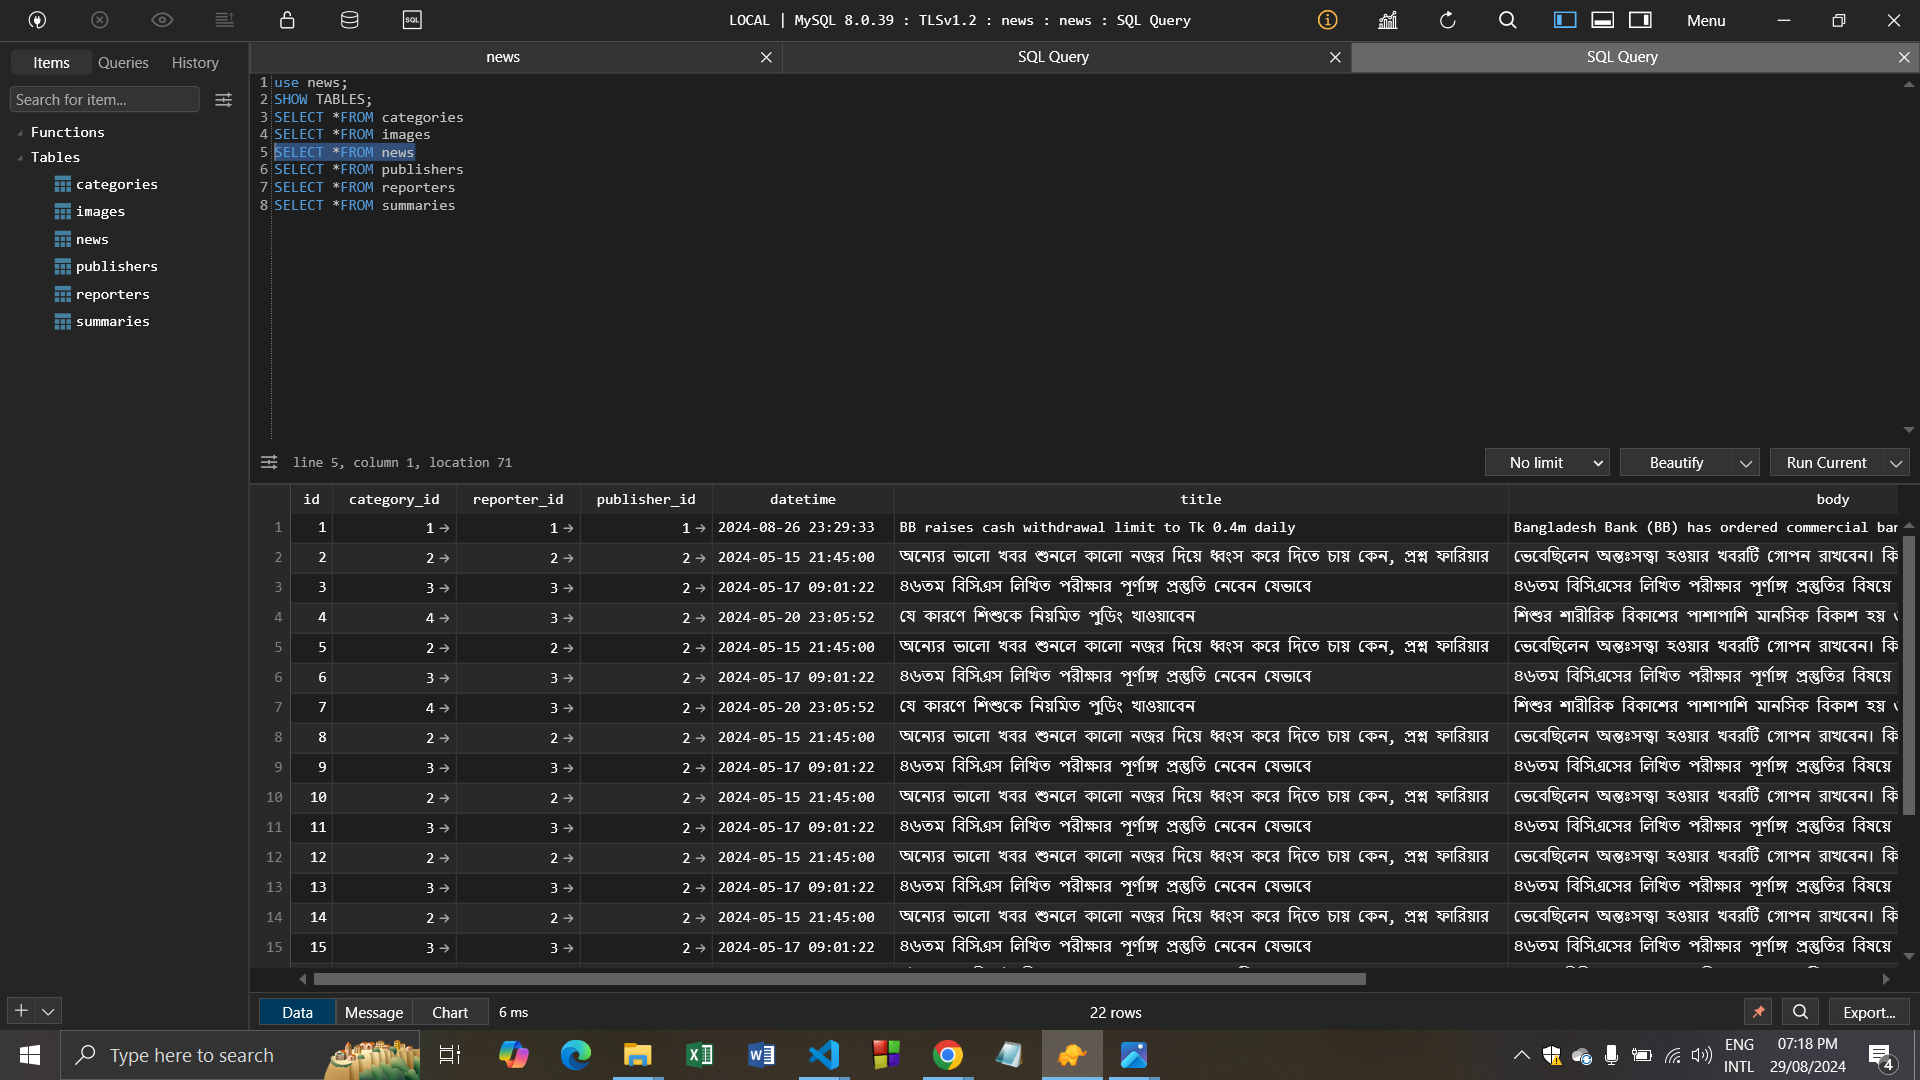 LOCAL | MySQL 8.0.39 : TLSv1.2 : news : news : SQL Query
Menu
Items Queries History
news
SQL Query
SQL Query
Search for item...
Functions
Tables
categories
images
news
publishers
reporters
summaries
1 use news;
2 SHOW TABLES;
3 SELECT *FROM categories
4 SELECT *FROM images
5 SELECT *FROM news
6 SELECT *FROM publishers
7 SELECT *FROM reporters
8 SELECT *FROM summaries
line 5, column 1, location 71
No limit Beautify Run Current
id category_id reporter_id publisher_id datetime title body
1 1 1 → 1 → 1 → 2024-08-26 23:29:33 BB raises cash withdrawal limit to Tk 0.4m daily Bangladesh Bank (BB) has ordered commercial bar
2 2 2 → 2 → 2 → 2024-05-15 21:45:00 অন্যের ভালো খবর শুনলে কালো নজর দিয়ে ধ্বংস করে দিতে চায় কেন, প্রশ্ন ফারিয়ার ভেবেছিলেন অন্তঃসত্ত্বা হওয়ার খবরটি গোপন রাখবেন। কি
3 3 3 → 3 → 2 → 2024-05-17 09:01:22 ৪৬তম বিসিএস লিখিত পরীক্ষার পূর্ণাঙ্গ প্রস্তুতি নেবেন যেভাবে ৪৬তম বিসিএসের লিখিত পরীক্ষার পূর্ণাঙ্গ প্রস্তুতির বিষয়ে
4 4 4 → 3 → 2 → 2024-05-20 23:05:52 যে কারণে শিশুকে নিয়মিত পুডিং খাওয়াবেন শিশুর শারীরিক বিকাশের পাশাপাশি মানসিক বিকাশ হয়
5 5 2 → 2 → 2 → 2024-05-15 21:45:00 অন্যের ভালো খবর শুনলে কালো নজর দিয়ে ধ্বংস করে দিতে চায় কেন, প্রশ্ন ফারিয়ার ভেবেছিলেন অন্তঃসত্ত্বা হওয়ার খবরটি গোপন রাখবেন। কি
6 6 3 → 3 → 2 → 2024-05-17 09:01:22 ৪৬তম বিসিএস লিখিত পরীক্ষার পূর্ণাঙ্গ প্রস্তুতি নেবেন যেভাবে ৪৬তম বিসিএসের লিখিত পরীক্ষার পূর্ণাঙ্গ প্রস্তুতির বিষয়ে
7 7 4 → 3 → 2 → 2024-05-20 23:05:52 যে কারণে শিশুকে নিয়মিত পুডিং খাওয়াবেন শিশুর শারীরিক বিকাশের পাশাপাশি মানসিক বিকাশ হয়
8 8 2 → 2 → 2 → 2024-05-15 21:45:00 অন্যের ভালো খবর শুনলে কালো নজর দিয়ে ধ্বংস করে দিতে চায় কেন, প্রশ্ন ফারিয়ার ভেবেছিলেন অন্তঃসত্ত্বা হওয়ার খবরটি গোপন রাখবেন। কি
9 9 3 → 3 → 2 → 2024-05-17 09:01:22 ৪৬তম বিসিএস লিখিত পরীক্ষার পূর্ণাঙ্গ প্রস্তুতি নেবেন যেভাবে ৪৬তম বিসিএসের লিখিত পরীক্ষার পূর্ণাঙ্গ প্রস্তুতির বিষয়ে
10 10 2 → 2 → 2 → 2024-05-15 21:45:00 অন্যের ভালো খবর শুনলে কালো নজর দিয়ে ধ্বংস করে দিতে চায় কেন, প্রশ্ন ফারিয়ার ভেবেছিলেন অন্তঃসত্ত্বা হওয়ার খবরটি গোপন রাখবেন। কি
11 11 3 → 3 → 2 → 2024-05-17 09:01:22 ৪৬তম বিসিএস লিখিত পরীক্ষার পূর্ণাঙ্গ প্রস্তুতি নেবেন যেভাবে ৪৬তম বিসিএসের লিখিত পরীক্ষার পূর্ণাঙ্গ প্রস্তুতির বিষয়ে
12 12 2 → 2 → 2 → 2024-05-15 21:45:00 অন্যের ভালো খবর শুনলে কালো নজর দিয়ে ধ্বংস করে দিতে চায় কেন, প্রশ্ন ফারিয়ার ভেবেছিলেন অন্তঃসত্ত্বা হওয়ার খবরটি গোপন রাখবেন। কি
13 13 3 → 3 → 2 → 2024-05-17 09:01:22 ৪৬তম বিসিএস লিখিত পরীক্ষার পূর্ণাঙ্গ প্রস্তুতি নেবেন যেভাবে ৪৬তম বিসিএসের লিখিত পরীক্ষার পূর্ণাঙ্গ প্রস্তুতির বিষয়ে
14 14 2 → 2 → 2 → 2024-05-15 21:45:00 অন্যের ভালো খবর শুনলে কালো নজর দিয়ে ধ্বংস করে দিতে চায় কেন, প্রশ্ন ফারিয়ার ভেবেছিলেন অন্তঃসত্ত্বা হওয়ার খবরটি গোপন রাখবেন। কি
15 15 3 → 3 → 2 → 2024-05-17 09:01:22 ৪৬তম বিসিএস লিখিত পরীক্ষার পূর্ণাঙ্গ প্রস্তুতি নেবেন যেভাবে ৪৬তম বিসিএসের লিখিত পরীক্ষার পূর্ণাঙ্গ প্রস্তুতির বিষয়ে
Data Message Chart 6 ms 22 rows Export...
Type here to search
ENG
INTL
07:18 PM
29/08/2024
4